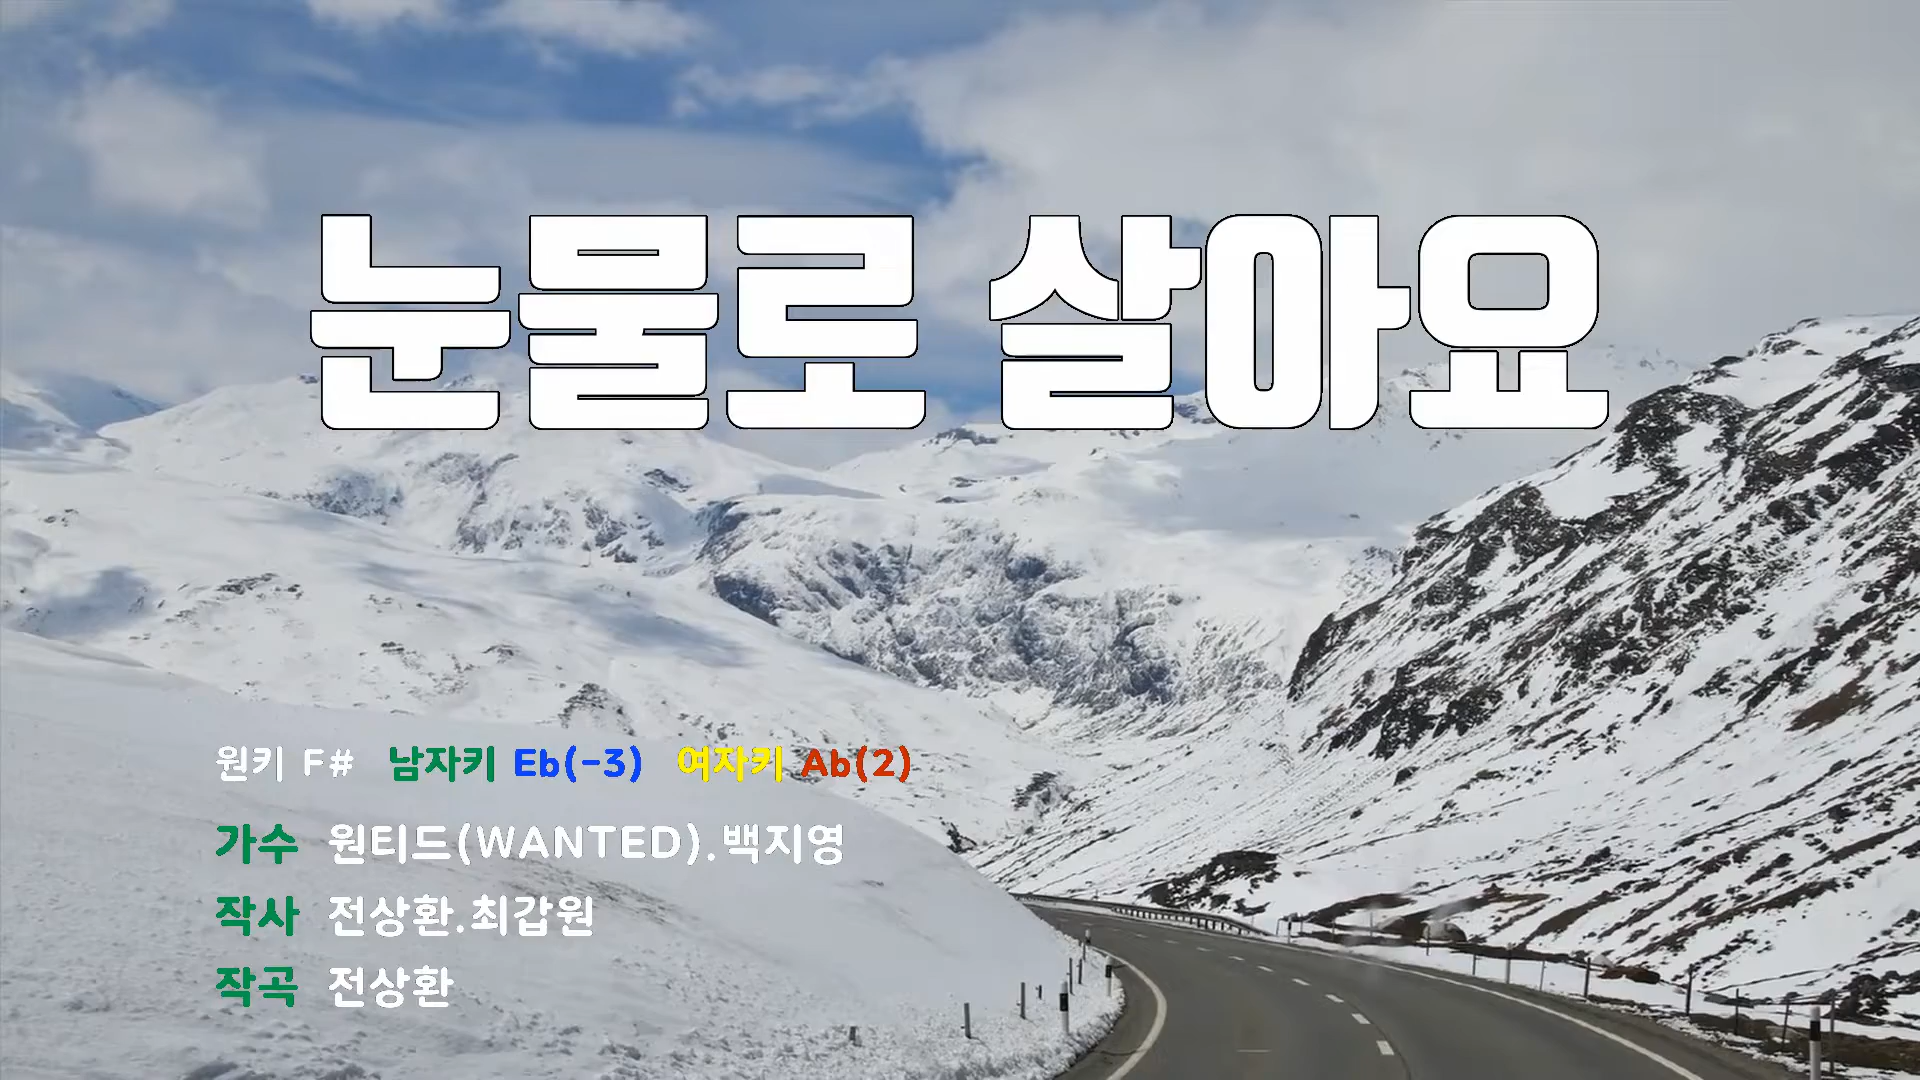 눈물로 살아요
원키 F# 남자키 Eb(-3) 여자키 Ab(2)
가수 원티드(WANTED).백지영
작사 전상환.최갑원
작곡 전상환